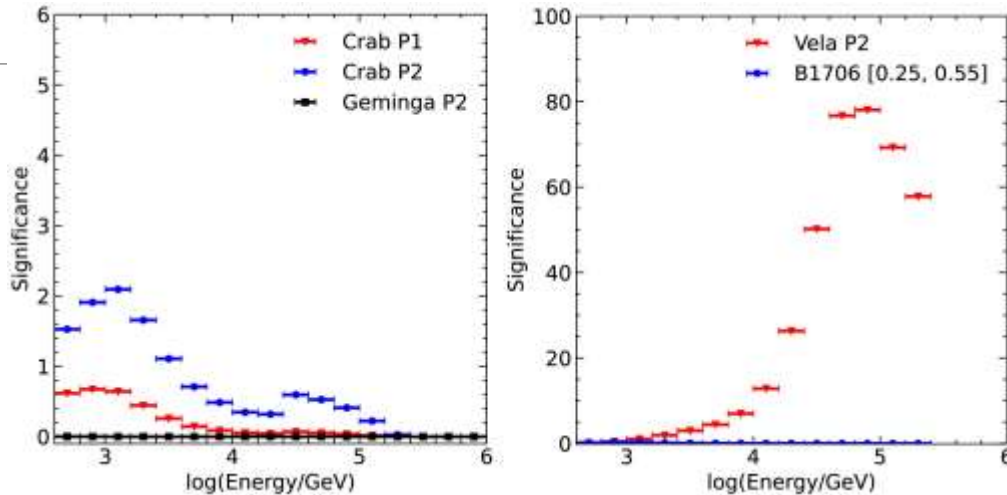 6
5
4
3
2
1
0
Significance
Crab P1
Crab P2
Geminga P2
3
4
5
6
log(Energy/GeV)
100
80
60
40
20
0
Significance
Vela P2
B1706 [0.25, 0.55]
3
4
5
6
log(Energy/GeV)